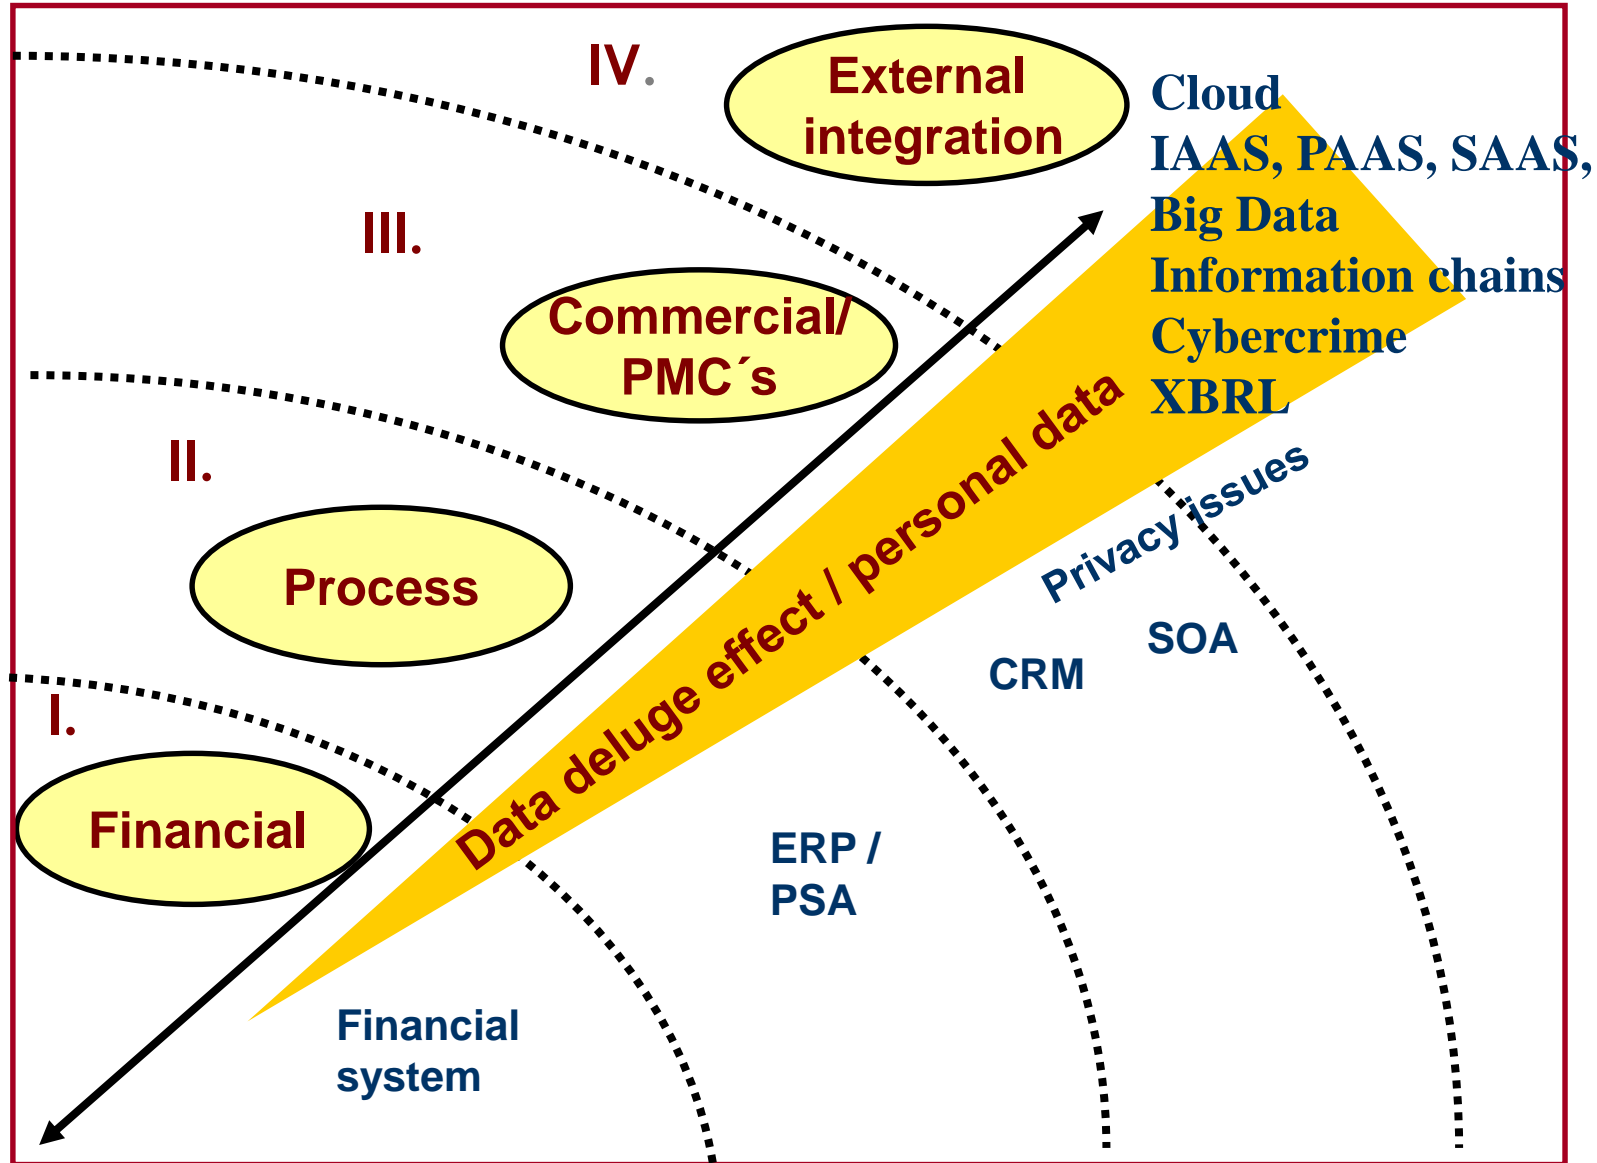 IV.
External
integration
Cloud
IAAS, PAAS, SAAS,
Big Data
Information chains
Cybercrime
XBRL
III.
Commercial/
PMC´s
II.
Process
I.
Financial
Data deluge effect / personal data
Privacy issues
SOA
CRM
ERP /
PSA
Financial
system